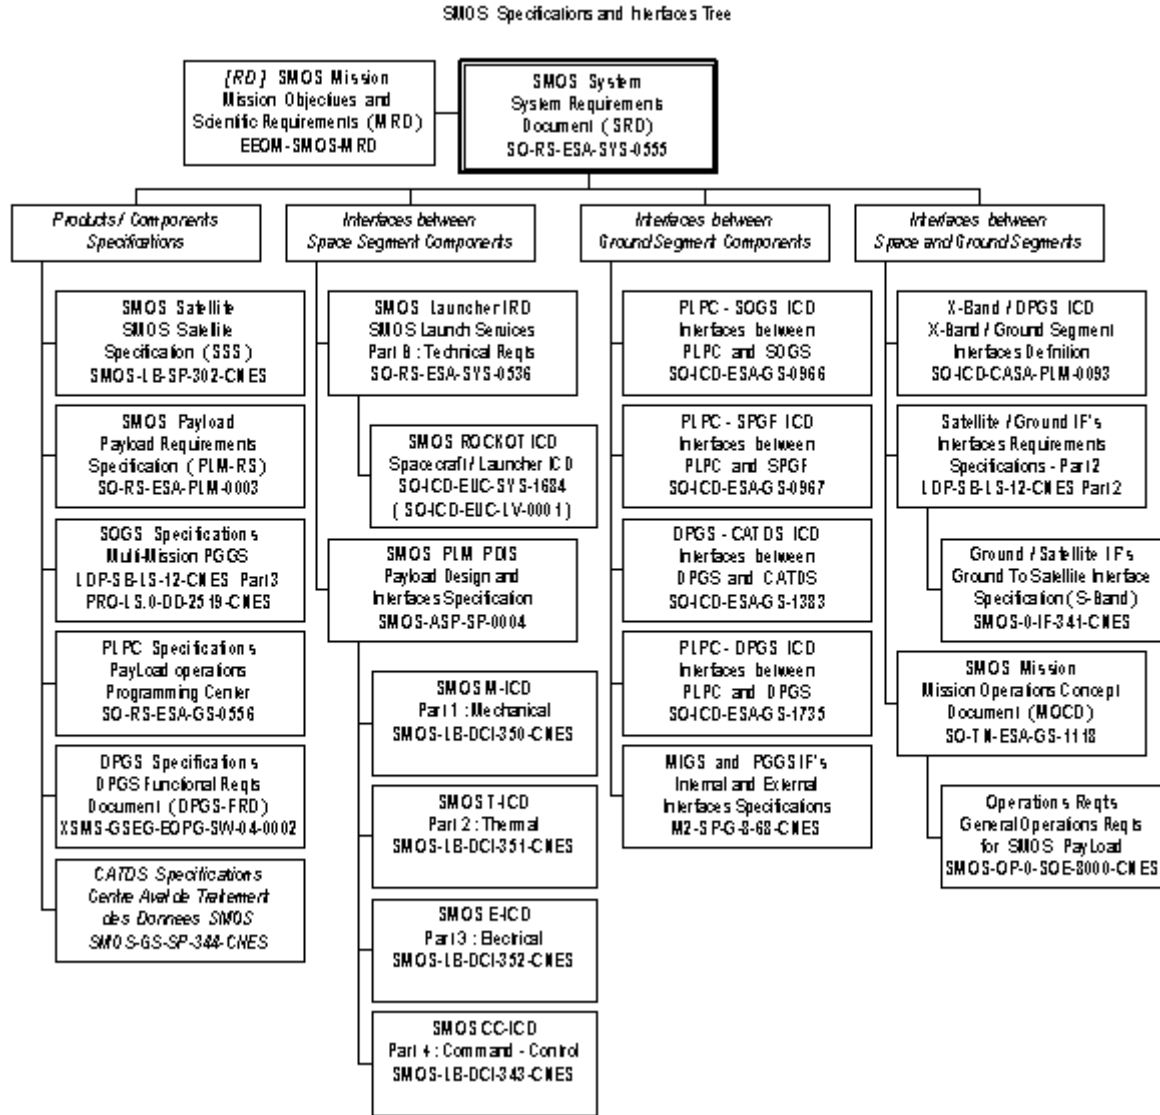 SMOS Specifications and Interfaces Tree
[RD] SMOS Mission
Mission Objectives and
Scientific Requirements (MRD)
EEOM-SMOS-MRD
SMOS System
System Requirements
Document (SRD)
SO-RS-ESA-SYS-0555
Products / Components
Specifications
SMOS Satellite
SMOS Satellite
Specification (SSS)
SMOS-LB-SP-302-CNES
SMOS Payload
Payload Requirements
Specification (PLM-RS)
SO-RS-ESA-PLM-0003
SOGS Specifications
Multi-Mission PGGS
LDP-SB-LS-12-CNES Part3
PRO-LS.0-DD-2519-CNES
PLPC Specifications
PayLoad operations
Programming Center
SO-RS-ESA-GS-0556
DPGS Specifications
DPGS Functional Reqts
Document (DPGS-FRD)
XSMS-GSEG-EOPG-SW-04-0002
CATDS Specifications
Centre Aval de Traitement
des Donnees SMOS
SMOS-GS-SP-344-CNES
Interfaces between
Space Segment Components
SMOS Launcher IRD
SMOS Launch Services
Part B : Technical Reqts
SO-RS-ESA-SYS-0536
SMOS ROCKOT ICD
Spacecraft / Launcher ICD
SO-ICD-EUC-SYS-1684
( SO-ICD-EUC-LV-0001 )
SMOS PLM PDIS
Payload Design and
Interfaces Specification
SMOS-ASP-SP-0004
SMOS M-ICD
Part 1 : Mechanical
SMOS-LB-DCI-350-CNES
SMOS T-ICD
Part 2 : Thermal
SMOS-LB-DCI-351-CNES
SMOS E-ICD
Part 3 : Electrical
SMOS-LB-DCI-352-CNES
SMOS CC-ICD
Part 4 : Command - Control
SMOS-LB-DCI-343-CNES
Interfaces between
Ground Segment Components
PLPC - SOGS ICD
Interfaces between
PLPC and SOGS
SO-ICD-ESA-GS-0966
PLPC - SPGF ICD
Interfaces between
PLPC and SPGF
SO-ICD-ESA-GS-0967
DPGS - CATDS ICD
Interfaces between
DPGS and CATDS
SO-ICD-ESA-GS-1383
PLPC - DPGS ICD
Interfaces between
PLPC and DPGS
SO-ICD-ESA-GS-1735
MIGS and PGGS IF's
Internal and External
Interfaces Specifications
M2-SP-G-8-68-CNES
Interfaces between
Space and Ground Segments
X-Band / DPGS ICD
X-Band / Ground Segment
Interfaces Definition
SO-ICD-CASA-PLM-0093
Satellite / Ground IF's
Interfaces Requirements
Specifications - Part 2
LDP-SB-LS-12-CNES Part2
Ground / Satellite IF's
Ground To Satellite Interface
Specification (S-Band)
SMOS-0-IF-341-CNES
SMOS Mission
Mission Operations Concept
Document (MOCD)
SO-TN-ESA-GS-1118
Operations Reqts
General Operations Reqts
for SMOS PayLoad
SMOS-OP-0-SOE-8000-CNES